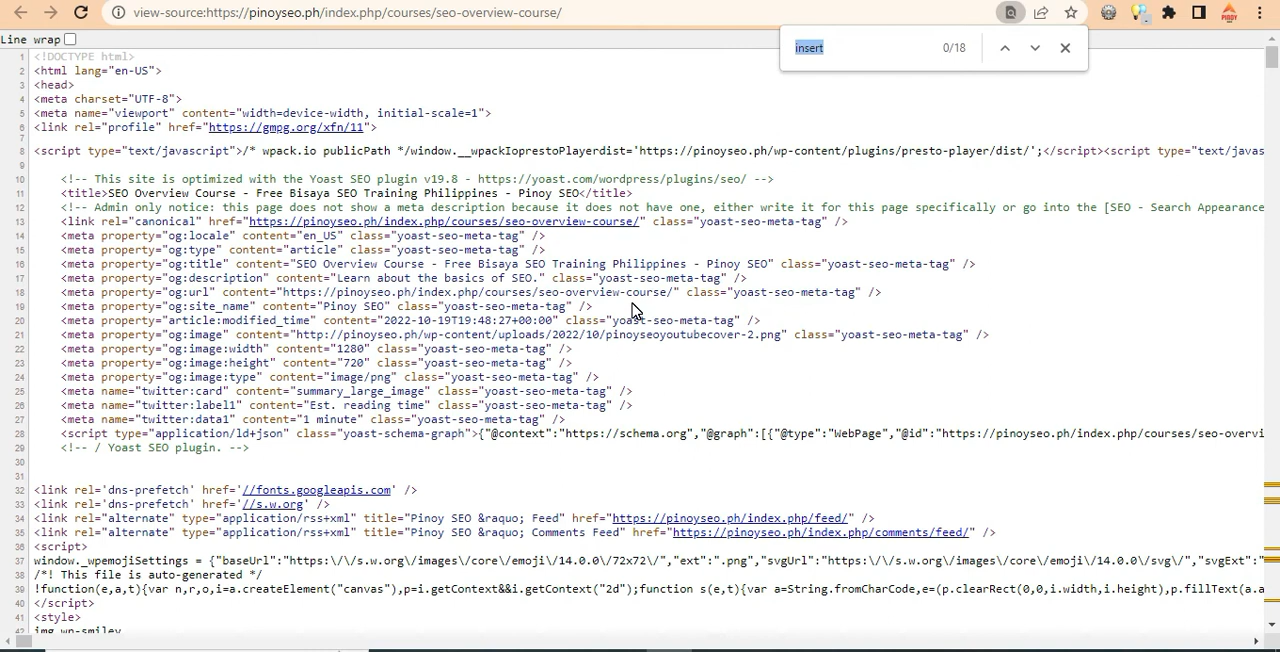 view-source:https://pinoyseo.ph/index.php/courses/seo-overview-course/
insert 0/18
Line wrap
1 <!DOCTYPE html>
2 <html lang="en-US">
3 <head>
4 <meta charset="UTF-8">
5 <meta name="viewport" content="width=device-width, initial-scale=1">
6 <link rel="profile" href="https://gmpg.org/xfn/11">
7
8 <script type="text/javascript">/* wpack.io publicPath */window.__wpackIoprestoPlayerdist='https://pinoyseo.ph/wp-content/plugins/presto-player/dist/';</script><script type="text/javas
9
10 <!-- This site is optimized with the Yoast SEO plugin v19.8 - https://yoast.com/wordpress/plugins/seo/ -->
11 <title>SEO Overview Course - Free Bisaya SEO Training Philippines - Pinoy SEO</title>
12 <!-- Admin only notice: this page does not show a meta description because it does not have one, either write it for this page specifically or go into the [SEO - Search Appearance
13 <link rel="canonical" href="https://pinoyseo.ph/index.php/courses/seo-overview-course/" class="yoast-seo-meta-tag" />
14 <meta property="og:locale" content="en_US" class="yoast-seo-meta-tag" />
15 <meta property="og:type" content="article" class="yoast-seo-meta-tag" />
16 <meta property="og:title" content="SEO Overview Course - Free Bisaya SEO Training Philippines - Pinoy SEO" class="yoast-seo-meta-tag" />
17 <meta property="og:description" content="Learn about the basics of SEO." class="yoast-seo-meta-tag" />
18 <meta property="og:url" content="https://pinoyseo.ph/index.php/courses/seo-overview-course/" class="yoast-seo-meta-tag" />
19 <meta property="og:site_name" content="Pinoy SEO" class="yoast-seo-meta-tag" />
20 <meta property="article:modified_time" content="2022-10-19T19:48:27+00:00" class="yoast-seo-meta-tag" />
21 <meta property="og:image" content="http://pinoyseo.ph/wp-content/uploads/2022/10/pinoyseoyoutubecover-2.png" class="yoast-seo-meta-tag" />
22 <meta property="og:image:width" content="1280" class="yoast-seo-meta-tag" />
23 <meta property="og:image:height" content="720" class="yoast-seo-meta-tag" />
24 <meta property="og:image:type" content="image/png" class="yoast-seo-meta-tag" />
25 <meta name="twitter:card" content="summary_large_image" class="yoast-seo-meta-tag" />
26 <meta name="twitter:label1" content="Est. reading time" class="yoast-seo-meta-tag" />
27 <meta name="twitter:data1" content="1 minute" class="yoast-seo-meta-tag" />
28 <script type="application/ld+json" class="yoast-schema-graph">{"@context":"https://schema.org","@graph":[{"@type":"WebPage","@id":"https://pinoyseo.ph/index.php/courses/seo-overvi
29 <!-- / Yoast SEO plugin. -->
30
31
32 <link rel='dns-prefetch' href='//fonts.googleapis.com' />
33 <link rel='dns-prefetch' href='//s.w.org' />
34 <link rel="alternate" type="application/rss+xml" title="Pinoy SEO &raquo; Feed" href="https://pinoyseo.ph/index.php/feed/" />
35 <link rel="alternate" type="application/rss+xml" title="Pinoy SEO &raquo; Comments Feed" href="https://pinoyseo.ph/index.php/comments/feed/" />
36 <script>
37 window._wpemojiSettings = {"baseUrl":"https:\/\/s.w.org\/images\/core\/emoji\/14.0.0\/72x72\/","ext":".png","svgUrl":"https:\/\/s.w.org\/images\/core\/emoji\/14.0.0\/svg\/","svgExt":"
38 /*! This file is auto-generated */
39 !function(e,a,t){var n,r,o,i=a.createElement("canvas"),p=i.getContext&&i.getContext("2d");function s(e,t){var a=String.fromCharCode,e=(p.clearRect(0,0,i.width,i.height),p.fillText(a.a
40 </script>
41 <style>
42 img.wp-smiley